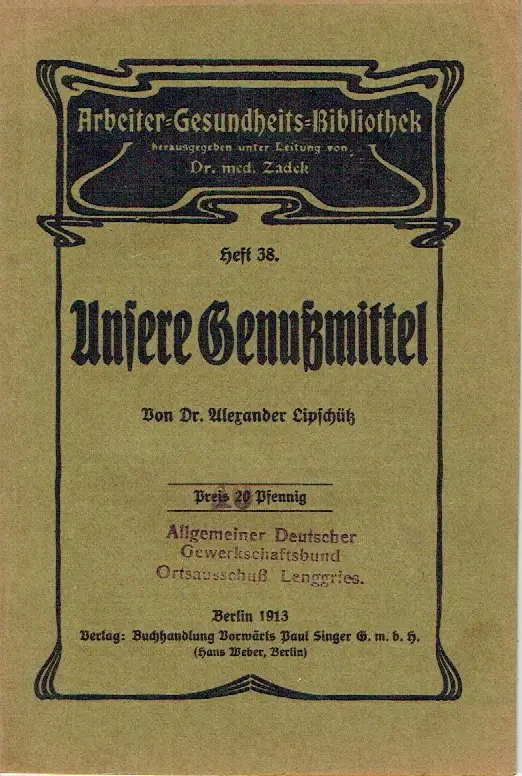 Arbeiter-Gesundheits-Bibliothek
herausgegeben unter Leitung von
Dr. med. Zadek
Heft 38.
Unsere Genußmittel
Von Dr. Alexander Lipschütz
Preis 20 Pfennig
Allgemeiner Deutscher
Gewerkschaftsbund
Ortsausschuß Lenggries.
Berlin 1913
Verlag: Buchhandlung Vorwärts Paul Singer G. m. b. H.
(Hans Weber, Berlin)